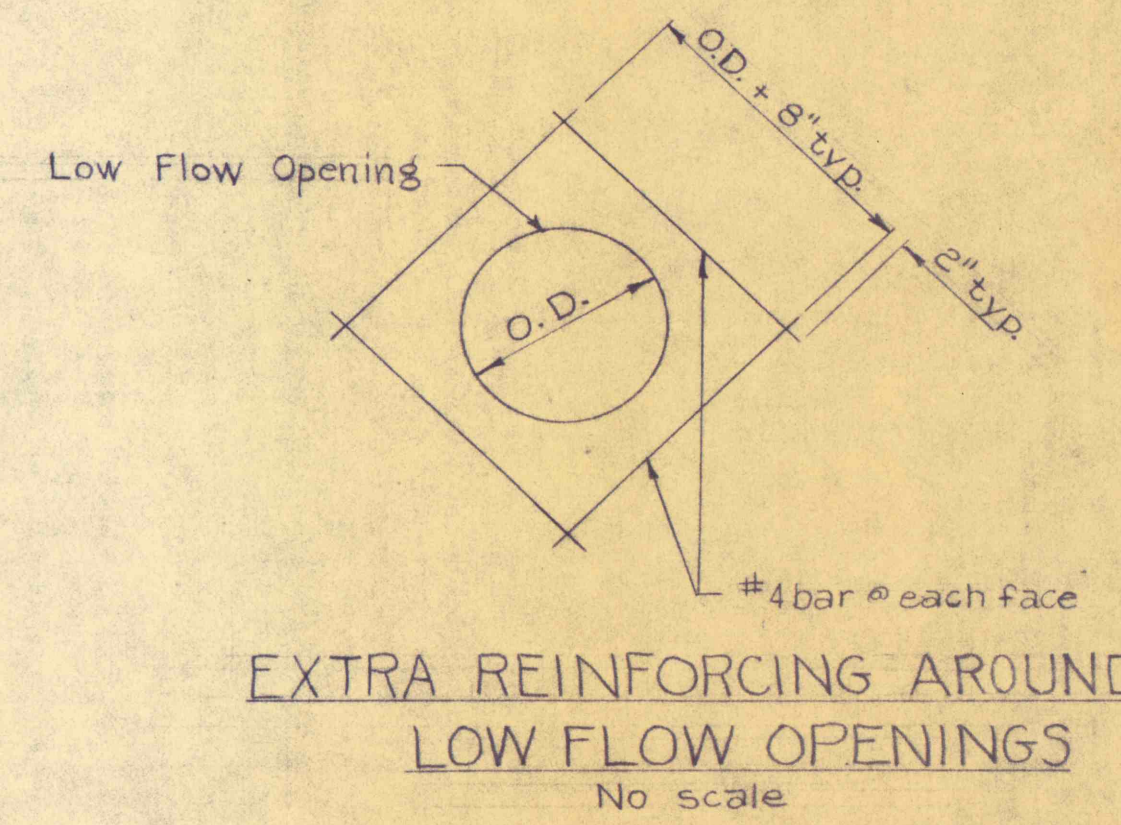 O.D. + 8" typ.
Low Flow Opening
2" typ.
O.D.
#4 bar @ each face
EXTRA REINFORCING AROUND
LOW FLOW OPENINGS
No scale